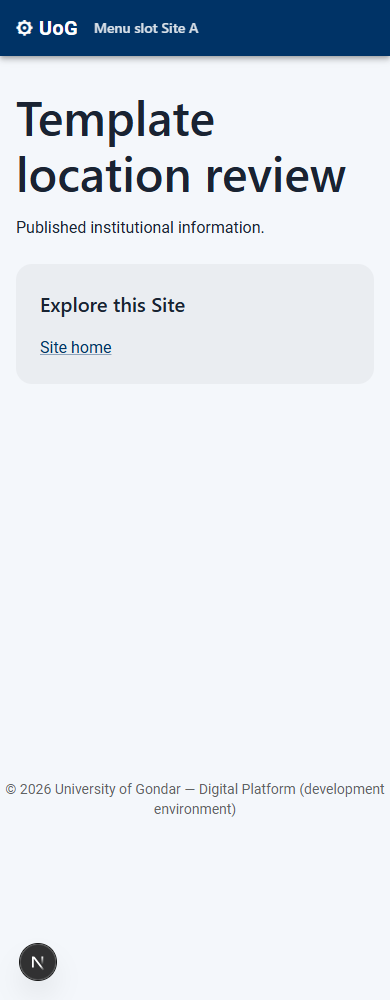 UoG Menu slot Site A
Template
location review
Published institutional information.
Explore this Site
Site home
© 2026 University of Gondar — Digital Platform (development
environment)
N